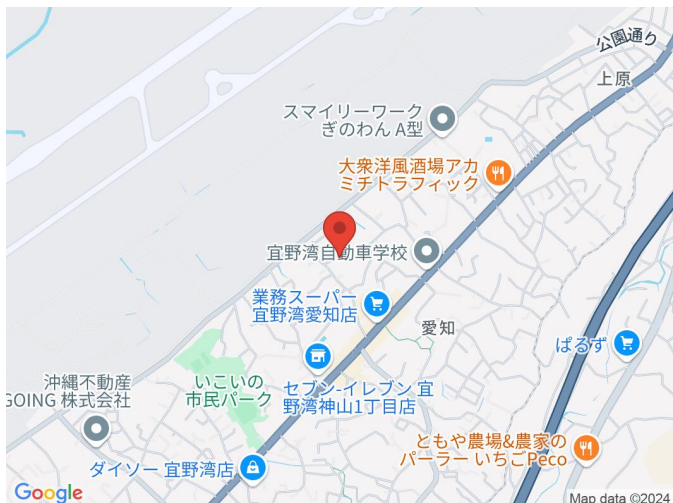 公園通り
上原
スマイリーワーク
ぎのわん A型
大衆洋風酒場アカ
ミチトラフィック
宜野湾自動車学校
業務スーパー
宜野湾愛知店
愛知
ぱるず
セブン-イレブン 宜
野湾神山1丁目店
いこいの
市民パーク
沖縄不動産
GOING 株式会社
ともや農場&農家の
パーラー いちごPeco
ダイソー 宜野湾店
Google
Map data ©2024